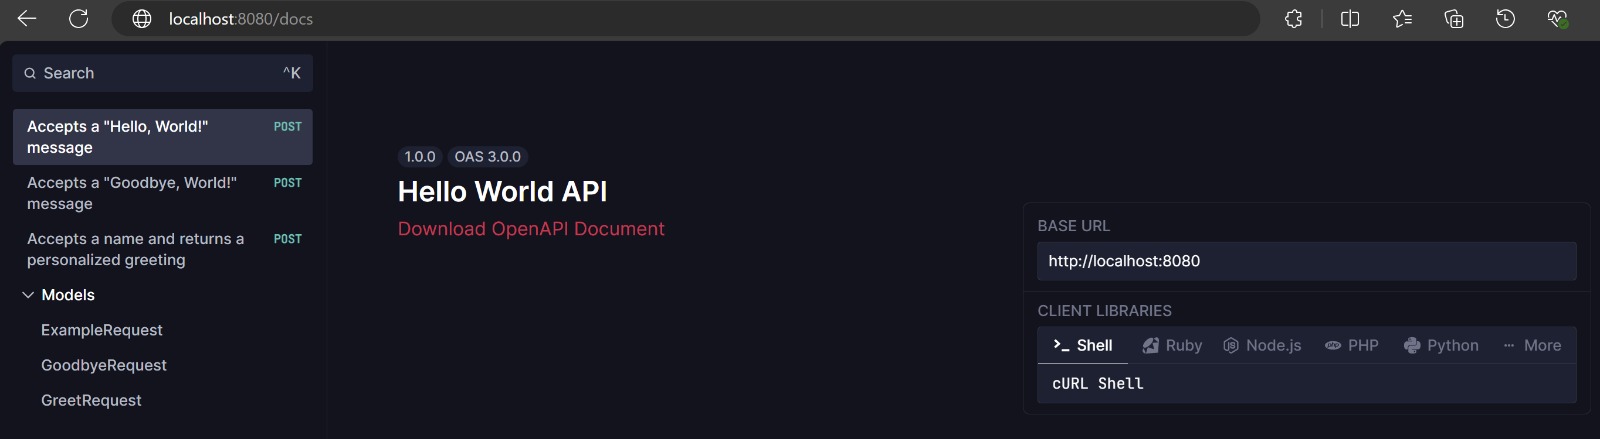 localhost:8080/docs
Search ^K
Accepts a "Hello, World!" POST
message
Accepts a "Goodbye, World!" POST
message
Accepts a name and returns a POST
personalized greeting
Models
ExampleRequest
GoodbyeRequest
GreetRequest
1.0.0 OAS 3.0.0
Hello World API
Download OpenAPI Document
BASE URL
http://localhost:8080
CLIENT LIBRARIES
Shell Ruby Node.js PHP Python More
cURL Shell